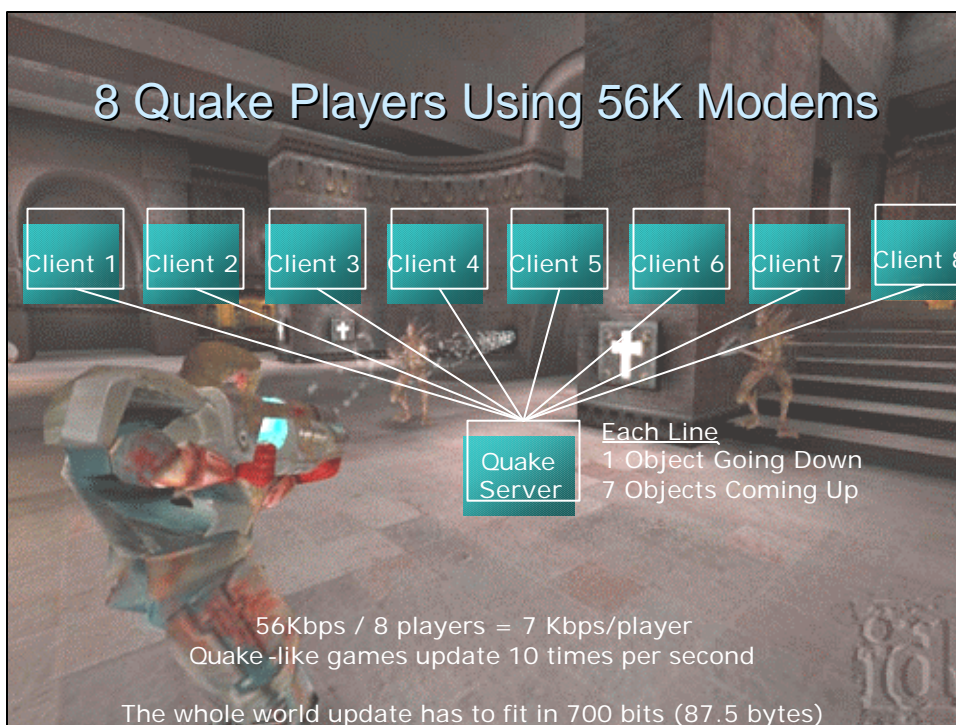 8 Quake Players Using 56K Modems
Client 1
Client 2
Client 3
Client 4
Client 5
Client 6
Client 7
Client 8
Quake
Server
Each Line
1 Object Going Down
7 Objects Coming Up
56Kbps / 8 players = 7 Kbps/player
Quake-like games update 10 times per second
The whole world update has to fit in 700 bits (87.5 bytes)
id